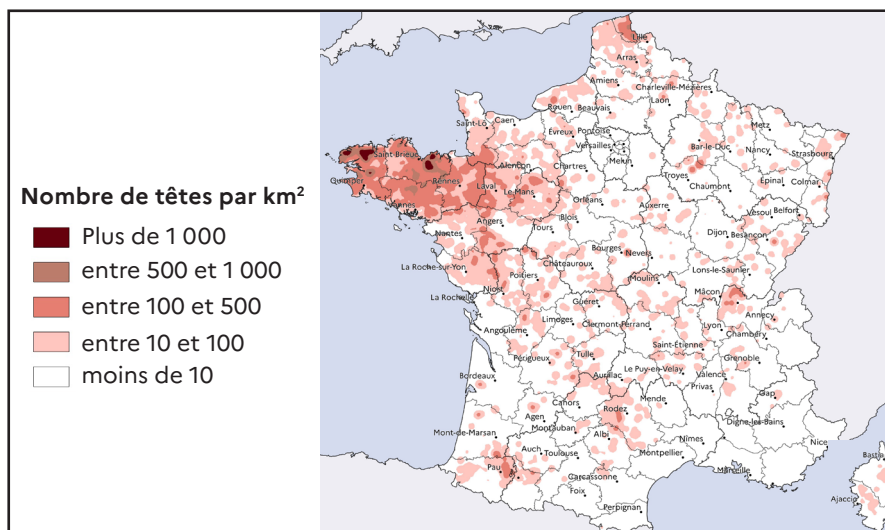 Nombre de têtes par km²
Plus de 1 000
entre 500 et 1 000
entre 100 et 500
entre 10 et 100
moins de 10
Lille
Arras
Amiens
Charleville-Mézières
Laon
Rouen
Beauvais
Saint-Lô
Caen
Évreux
Pontoise
Metz
Versailles
Bar-le-Duc
Nancy
Strasbourg
Melun
Saint-Brieuc
Alençon
Chartres
Troyes
Quimper
Rennes
Laval
Le Mans
Chaumont
Épinal
Colmar
Vannes
Orléans
Auxerre
Angers
Blois
Vesoul
Belfort
Nantes
Tours
Dijon
Besançon
Bourges
Nevers
La Roche-sur-Yon
Châteauroux
Poitiers
Moulins
Lons-le-Saunier
Niort
Mâcon
La Rochelle
Guéret
Annecy
Limoges
Clermont-Ferrand
Lyon
Angoulême
Chambéry
Saint-Étienne
Périgueux
Tulle
Grenoble
Le Puy-en-Velay
Valence
Bordeaux
Aurillac
Privas
Gap
Cahors
Mende
Rodez
Agen
Digne-les-Bains
Montauban
Albi
Mont-de-Marsan
Nîmes
Nice
Auch
Toulouse
Montpellier
Bastia
Pau
Marseille
Carcassonne
Foix
Ajaccio
Perpignan